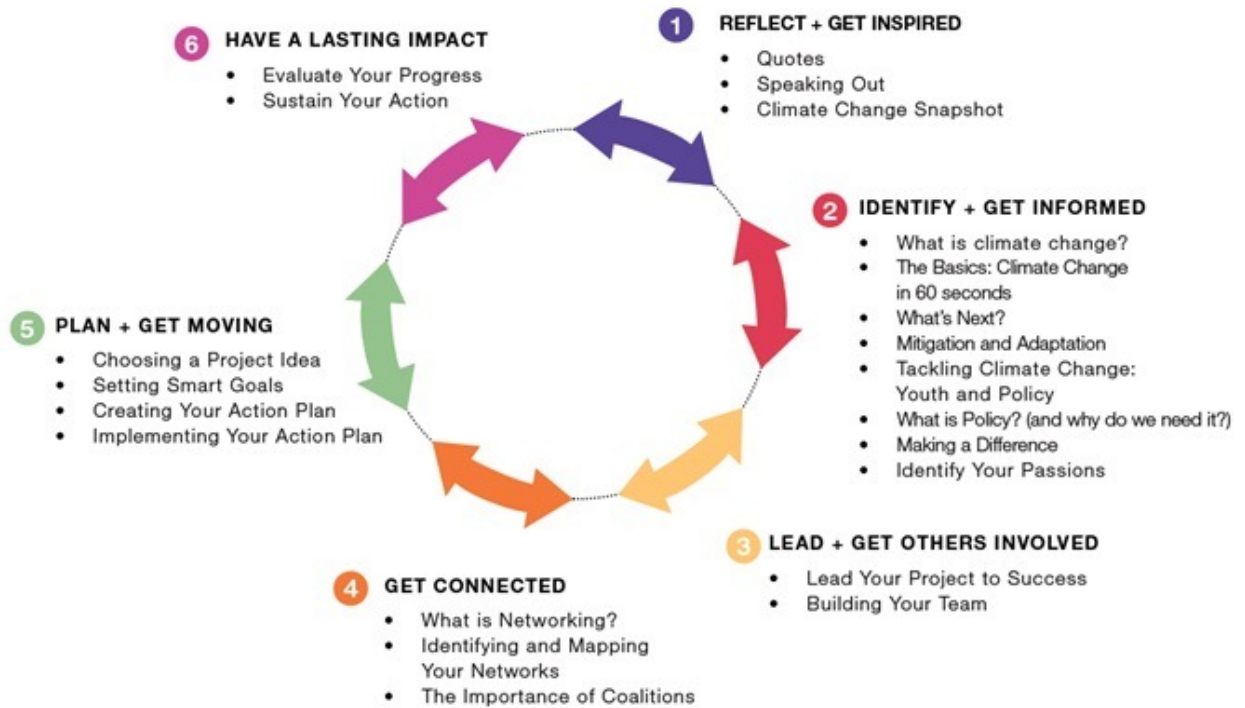 1 REFLECT + GET INSPIRED
• Quotes
• Speaking Out
• Climate Change Snapshot
2 IDENTIFY + GET INFORMED
• What is climate change?
• The Basics: Climate Change
in 60 seconds
• What's Next?
• Mitigation and Adaptation
• Tackling Climate Change:
Youth and Policy
• What is Policy? (and why do we need it?)
• Making a Difference
• Identify Your Passions
3 LEAD + GET OTHERS INVOLVED
• Lead Your Project to Success
• Building Your Team
4 GET CONNECTED
• What is Networking?
• Identifying and Mapping
Your Networks
• The Importance of Coalitions
5 PLAN + GET MOVING
• Choosing a Project Idea
• Setting Smart Goals
• Creating Your Action Plan
• Implementing Your Action Plan
6 HAVE A LASTING IMPACT
• Evaluate Your Progress
• Sustain Your Action